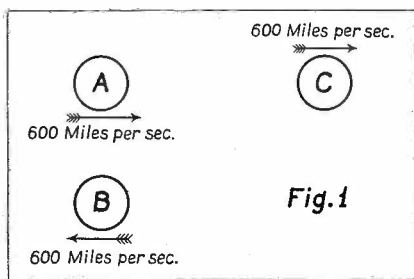 600 Miles per sec.
A
C
600 Miles per sec.
B
Fig.1
600 Miles per sec.